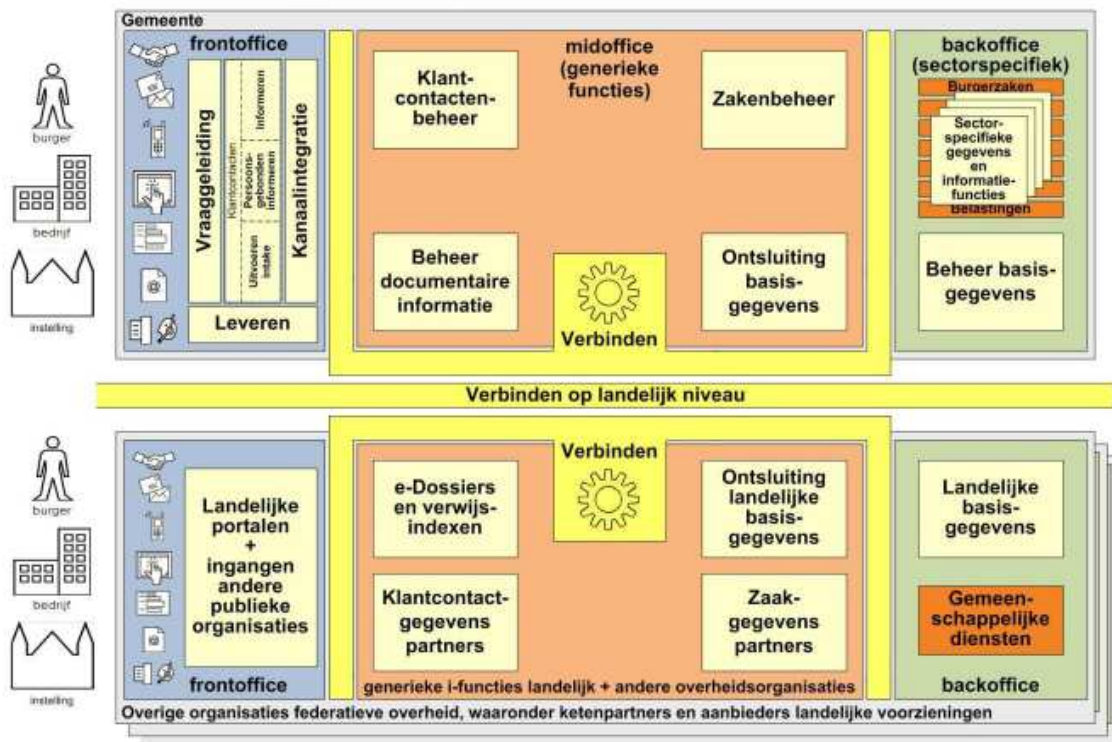 Gemeente
frontoffice
burger
bedrijf
instelling
Vraaggeleiding
Klantcontacten
Informeren
Persoons-
gebonden
informeren
Uitvoeren
intake
Kanaalintegratie
Leveren
midoffice
(generieke
functies)
Klant-
contacten-
beheer
Zakenbeheer
Beheer
documentaire
informatie
Verbinden
Ontsluiting
basis-
gegevens
backoffice
(sectorspecifiek)
Burgerzaken
Sector-
specifieke
gegevens
en
informatie-
functies
Belastingen
Beheer basis-
gegevens
Verbinden op landelijk niveau
burger
bedrijf
instelling
Landelijke
portalen
+
ingangen
andere
publieke
organisaties
frontoffice
e-Dossiers
en verwijs-
indexen
Verbinden
Ontsluiting
landelijke
basis-
gegevens
Klantcontact-
gegevens
partners
Zaak-
gegevens
partners
generieke i-functies landelijk + andere overheidsorganisaties
Landelijke
basis-
gegevens
Gemeen-
schappelijke
diensten
backoffice
Overige organisaties federatieve overheid, waaronder ketenpartners en aanbieders landelijke voorzieningen